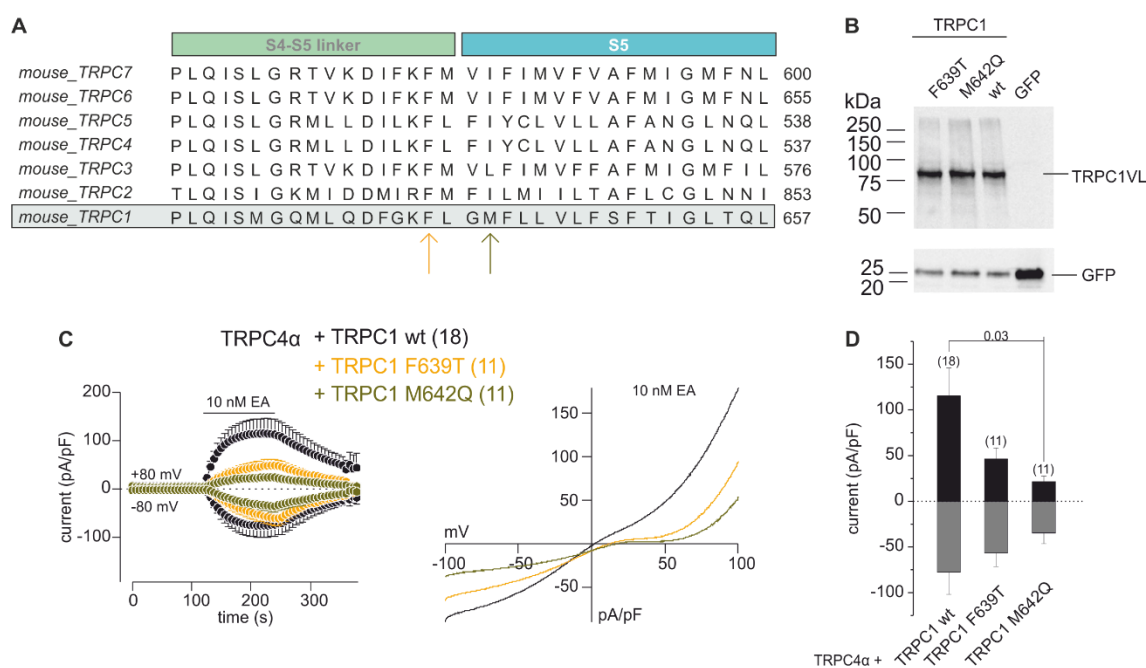 A
S4-S5 linker S5
mouse_TRPC7 P L Q I S L G R T V K D I F K F M V I F I M V F V A F M I G M F N L 600
mouse_TRPC6 P L Q I S L G R T V K D I F K F M V I F I M V F V A F M I G M F N L 655
mouse_TRPC5 P L Q I S L G R M L L D I L K F L F I Y C L V L L A F A N G L N Q L 538
mouse_TRPC4 P L Q I S L G R M L L D I L K F L F I Y C L V L L A F A N G L N Q L 537
mouse_TRPC3 P L Q I S L G R T V K D I F K F M V L F I M V F F A F M I G M F I L 576
mouse_TRPC2 T L Q I S I G K M I D D M I R F M F I L M I I L T A F L C G L N N I 853
mouse_TRPC1 P L Q I S M G Q M L Q D F G K F L G M F L L V L F S F T I G L T Q L 657
B
TRPC1
F639T M642Q wt GFP
kDa
250
150
100
75
50
TRPC1VL
25
20
GFP
C
TRPC4α + TRPC1 wt (18)
+ TRPC1 F639T (11)
+ TRPC1 M642Q (11)
200
100
0
-100
current (pA/pF)
10 nM EA
+80 mV
-80 mV
0 100 200 300
time (s)
10 nM EA
150
100
50
mV
-100 -50 50 100
-50
pA/pF
D
0.03
(18)
(11)
(11)
100
50
0
-50
-100
current (pA/pF)
TRPC4α + TRPC1 wt TRPC1 F639T TRPC1 M642Q